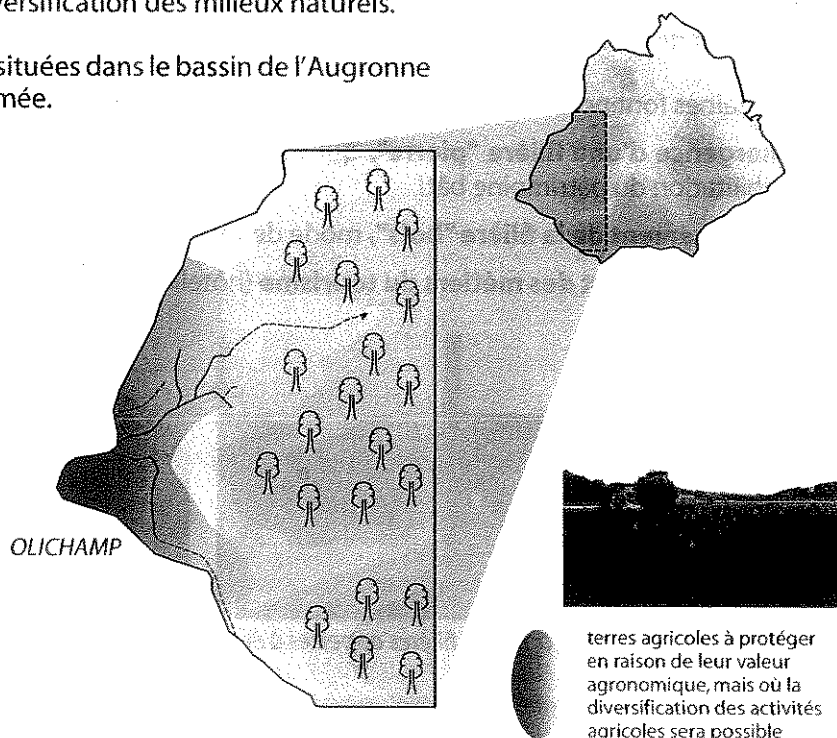 versification des milieux naturels.
situées dans le bassin de l'Augronne
mée.
OLICHAMP
terres agricoles à protéger
en raison de leur valeur
agronomique, mais où la
diversification des activités
agricoles sera possible